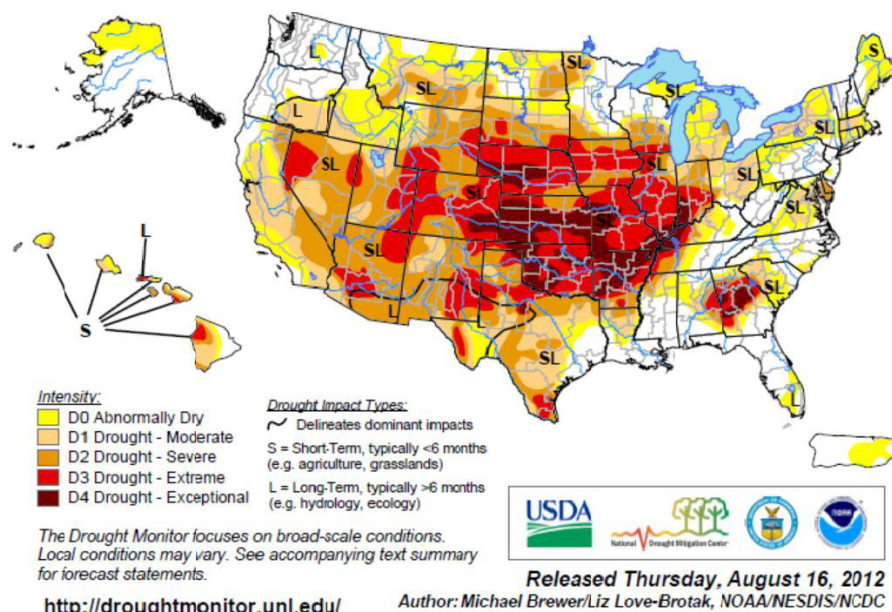 S
L
L
SL
SL
SL
SL
SL
SL
SL
L
S
SL
SL
SL
SL
L
L
SL
SL
L
Intensity:
D0 Abnormally Dry
D1 Drought - Moderate
D2 Drought - Severe
D3 Drought - Extreme
D4 Drought - Exceptional
Drought Impact Types:
Delineates dominant impacts
S = Short-Term, typically <6 months
(e.g. agriculture, grasslands)
L = Long-Term, typically >6 months
(e.g. hydrology, ecology)
USDA
National Drought Mitigation Center
NOAA
The Drought Monitor focuses on broad-scale conditions.
Local conditions may vary. See accompanying text summary
for forecast statements.
Released Thursday, August 16, 2012
http://droughtmonitor.unl.edu/
Author: Michael Brewer/Liz Love-Brotak, NOAA/NESDIS/NCDC